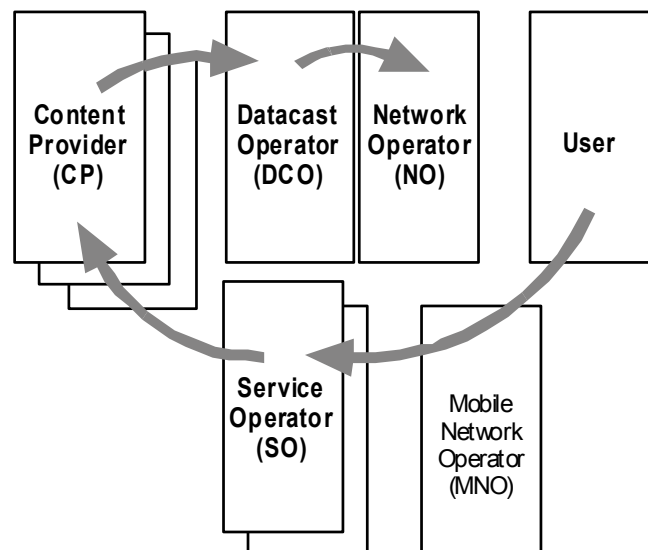 Content
Provider
(CP)
Datacast
Operator
(DCO)
Network
Operator
(NO)
User
Service
Operator
(SO)
Mobile
Network
Operator
(MNO)